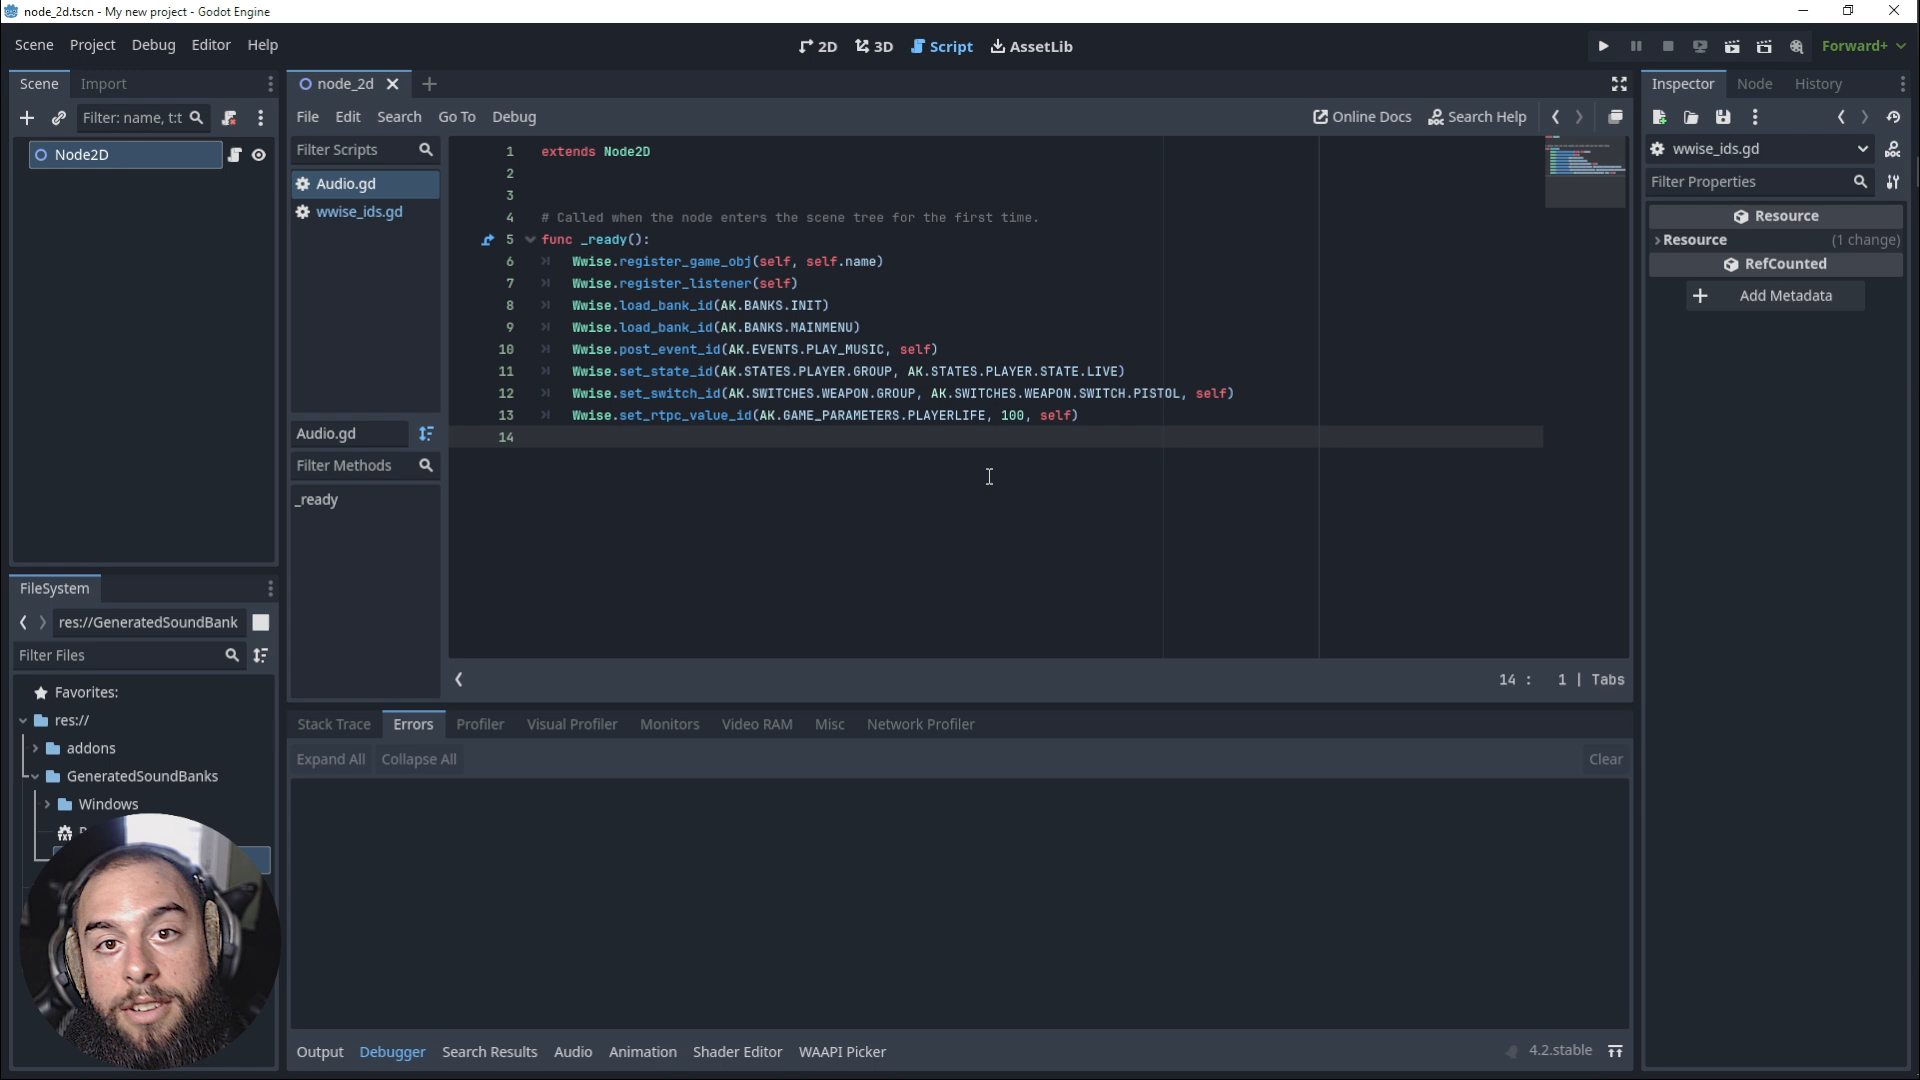 node_2d.tscn - My new project - Godot Engine
Scene Project Debug Editor Help
2D 3D Script AssetLib
Forward+
Scene Import
Filter: name, t:t
Node2D
node_2d
File Edit Search Go To Debug
Online Docs Search Help
Filter Scripts
Audio.gd
wwise_ids.gd
Audio.gd
Filter Methods
_ready
1 extends Node2D
2
3
4 # Called when the node enters the scene tree for the first time.
5 func _ready():
6 Wwise.register_game_obj(self, self.name)
7 Wwise.register_listener(self)
8 Wwise.load_bank_id(AK.BANKS.INIT)
9 Wwise.load_bank_id(AK.BANKS.MAINMENU)
10 Wwise.post_event_id(AK.EVENTS.PLAY_MUSIC, self)
11 Wwise.set_state_id(AK.STATES.PLAYER.GROUP, AK.STATES.PLAYER.STATE.LIVE)
12 Wwise.set_switch_id(AK.SWITCHES.WEAPON.GROUP, AK.SWITCHES.WEAPON.SWITCH.PISTOL, self)
13 Wwise.set_rtpc_value_id(AK.GAME_PARAMETERS.PLAYERLIFE, 100, self)
14
14 : 1 | Tabs
Inspector Node History
wwise_ids.gd
Filter Properties
Resource
Resource (1 change)
RefCounted
Add Metadata
FileSystem
res://GeneratedSoundBank
Filter Files
Favorites:
res://
addons
GeneratedSoundBanks
Windows
Stack Trace Errors Profiler Visual Profiler Monitors Video RAM Misc Network Profiler
Expand All Collapse All Clear
Output Debugger Search Results Audio Animation Shader Editor WAAPI Picker
4.2.stable